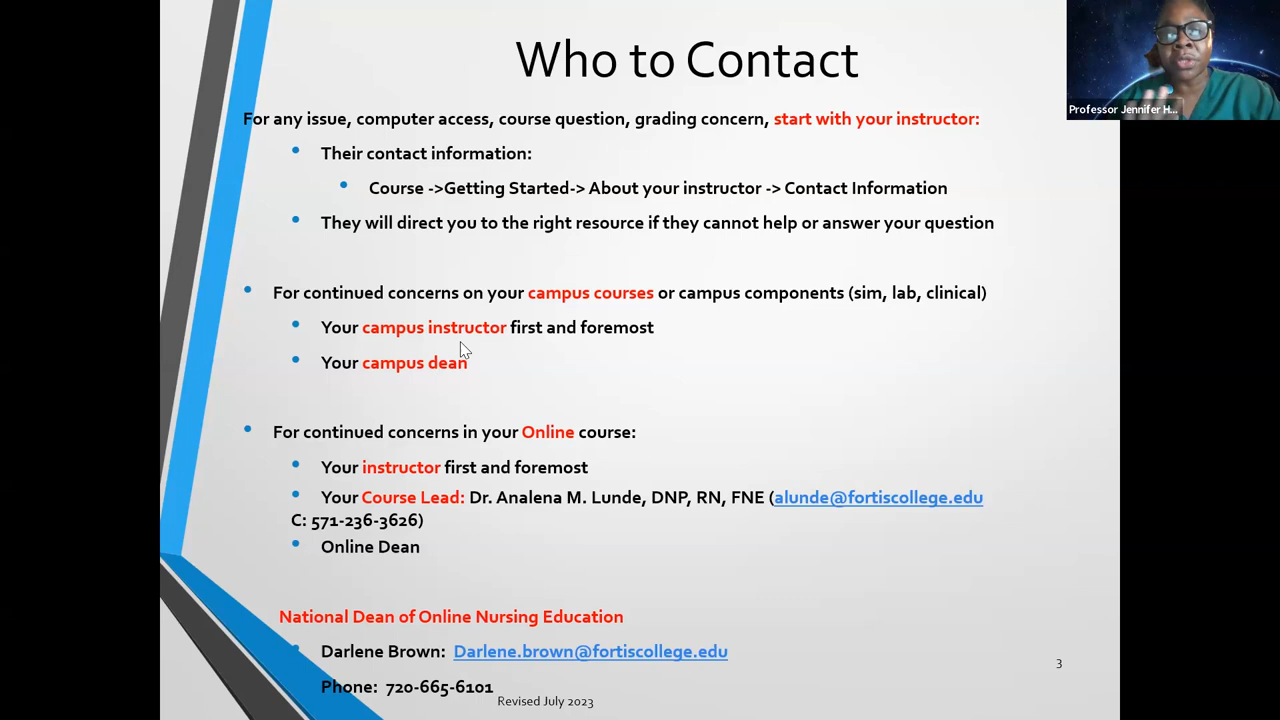 Who to Contact
Professor Jennifer H...
For any issue, computer access, course question, grading concern, start with your instructor:
Their contact information:
Course ->Getting Started-> About your instructor -> Contact Information
They will direct you to the right resource if they cannot help or answer your question
For continued concerns on your campus courses or campus components (sim, lab, clinical)
Your campus instructor first and foremost
Your campus dean
For continued concerns in your Online course:
Your instructor first and foremost
Your Course Lead: Dr. Analena M. Lunde, DNP, RN, FNE (alunde@fortiscollege.edu
C: 571-236-3626)
Online Dean
National Dean of Online Nursing Education
Darlene Brown: Darlene.brown@fortiscollege.edu
Phone: 720-665-6101
Revised July 2023
3